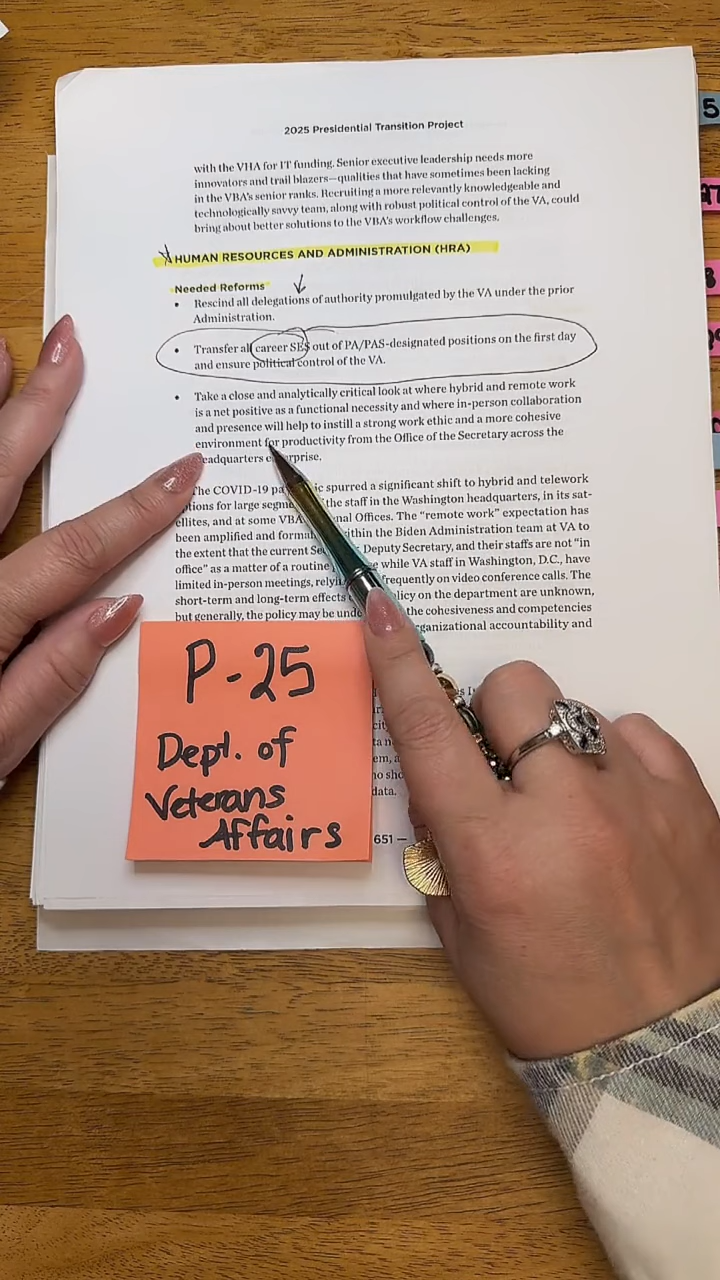 2025 Presidential Transition Project
with the VHA for IT funding. Senior executive leadership needs more
innovators and trail blazers—qualities that have sometimes been lacking
in the VBA's senior ranks. Recruiting a more relevantly knowledgeable and
technologically savvy team, along with robust political control of the VA, could
bring about better solutions to the VBA's workflow challenges.
HUMAN RESOURCES AND ADMINISTRATION (HRA)
Needed Reforms
• Rescind all delegations of authority promulgated by the VA under the prior
Administration.
• Transfer all career SES out of PA/PAS-designated positions on the first day
and ensure political control of the VA.
• Take a close and analytically critical look at where hybrid and remote work
is a net positive as a functional necessity and where in-person collaboration
and presence will help to instill a strong work ethic and a more cohesive
environment for productivity from the Office of the Secretary across the
eadquarters e rprise.
The COVID-19 pa ic spurred a significant shift to hybrid and telework
ptions for large segme the staff in the Washington headquarters, in its sat-
ellites, and at some VBA nal Offices. The “remote work” expectation has
been amplified and formal ithin the Biden Administration team at VA to
the extent that the current Se Deputy Secretary, and their staffs are not “in
office” as a matter of a routine while VA staff in Washington, D.C., have
limited in-person meetings, relyi frequently on video conference calls. The
short-term and long-term effects licy on the department are unknown,
but generally, the policy may be unde the cohesiveness and competencies
ganizational accountability and
P-25
Dept. of
Veterans
Affairs
em, a
no sho
data.
651 —
5